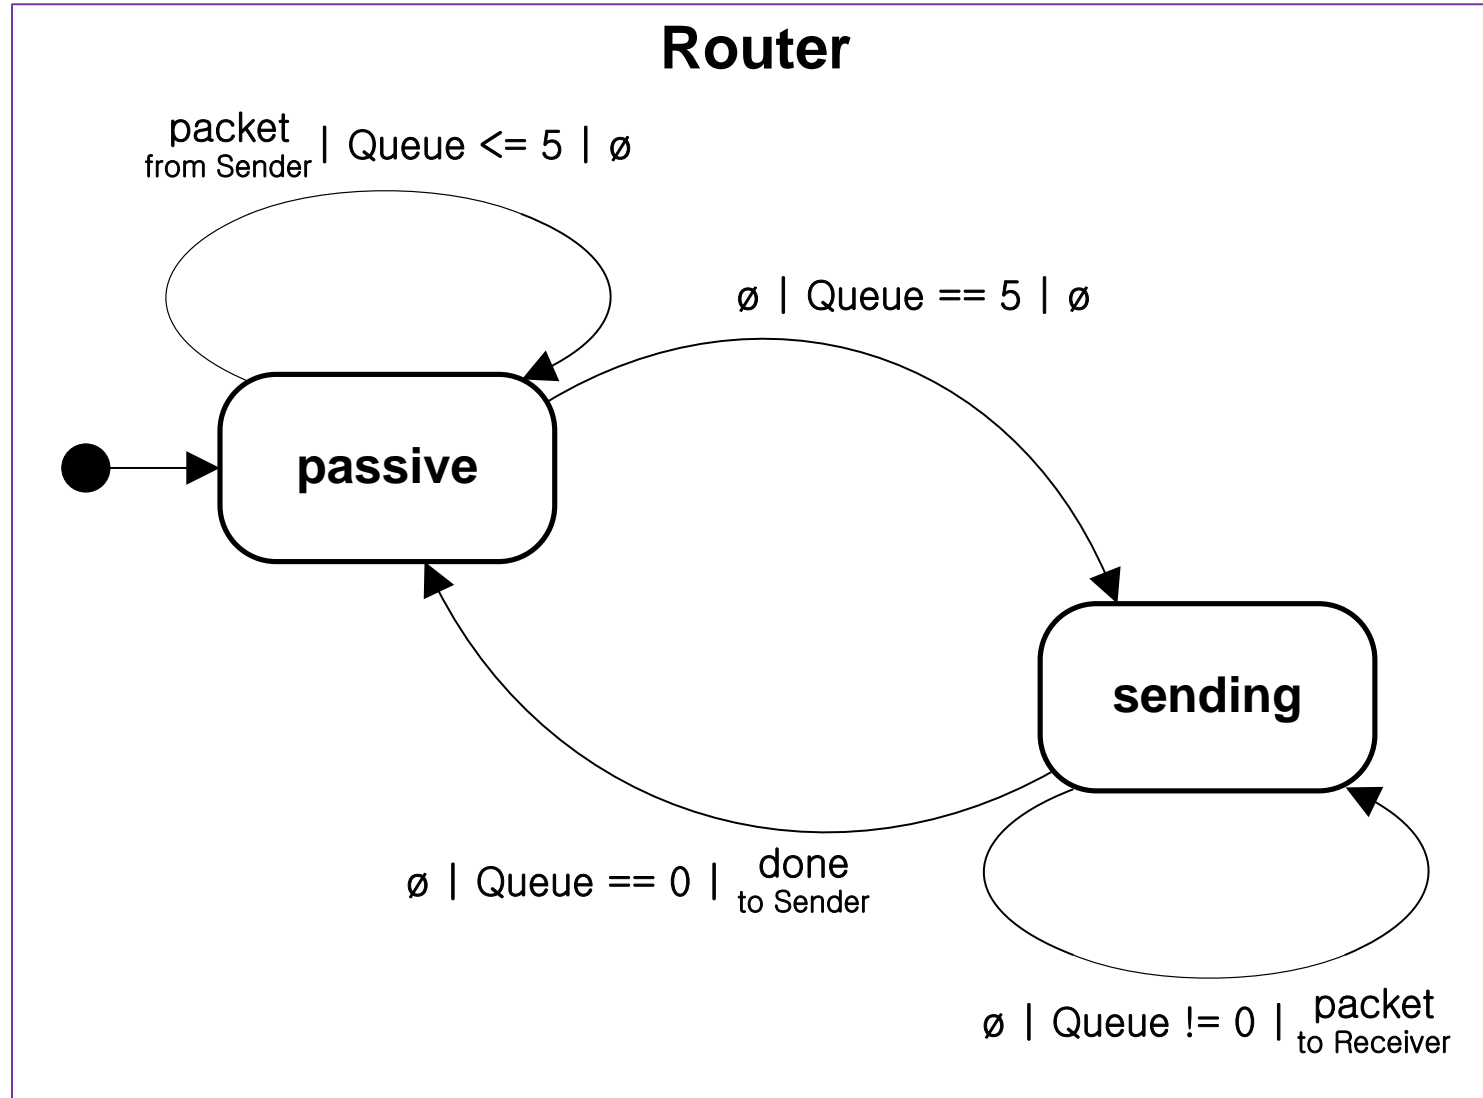 Router
packet
from Sender | Queue <= 5 | ø
ø | Queue == 5 | ø
passive
sending
ø | Queue == 0 | done
to Sender
ø | Queue != 0 | packet
to Receiver